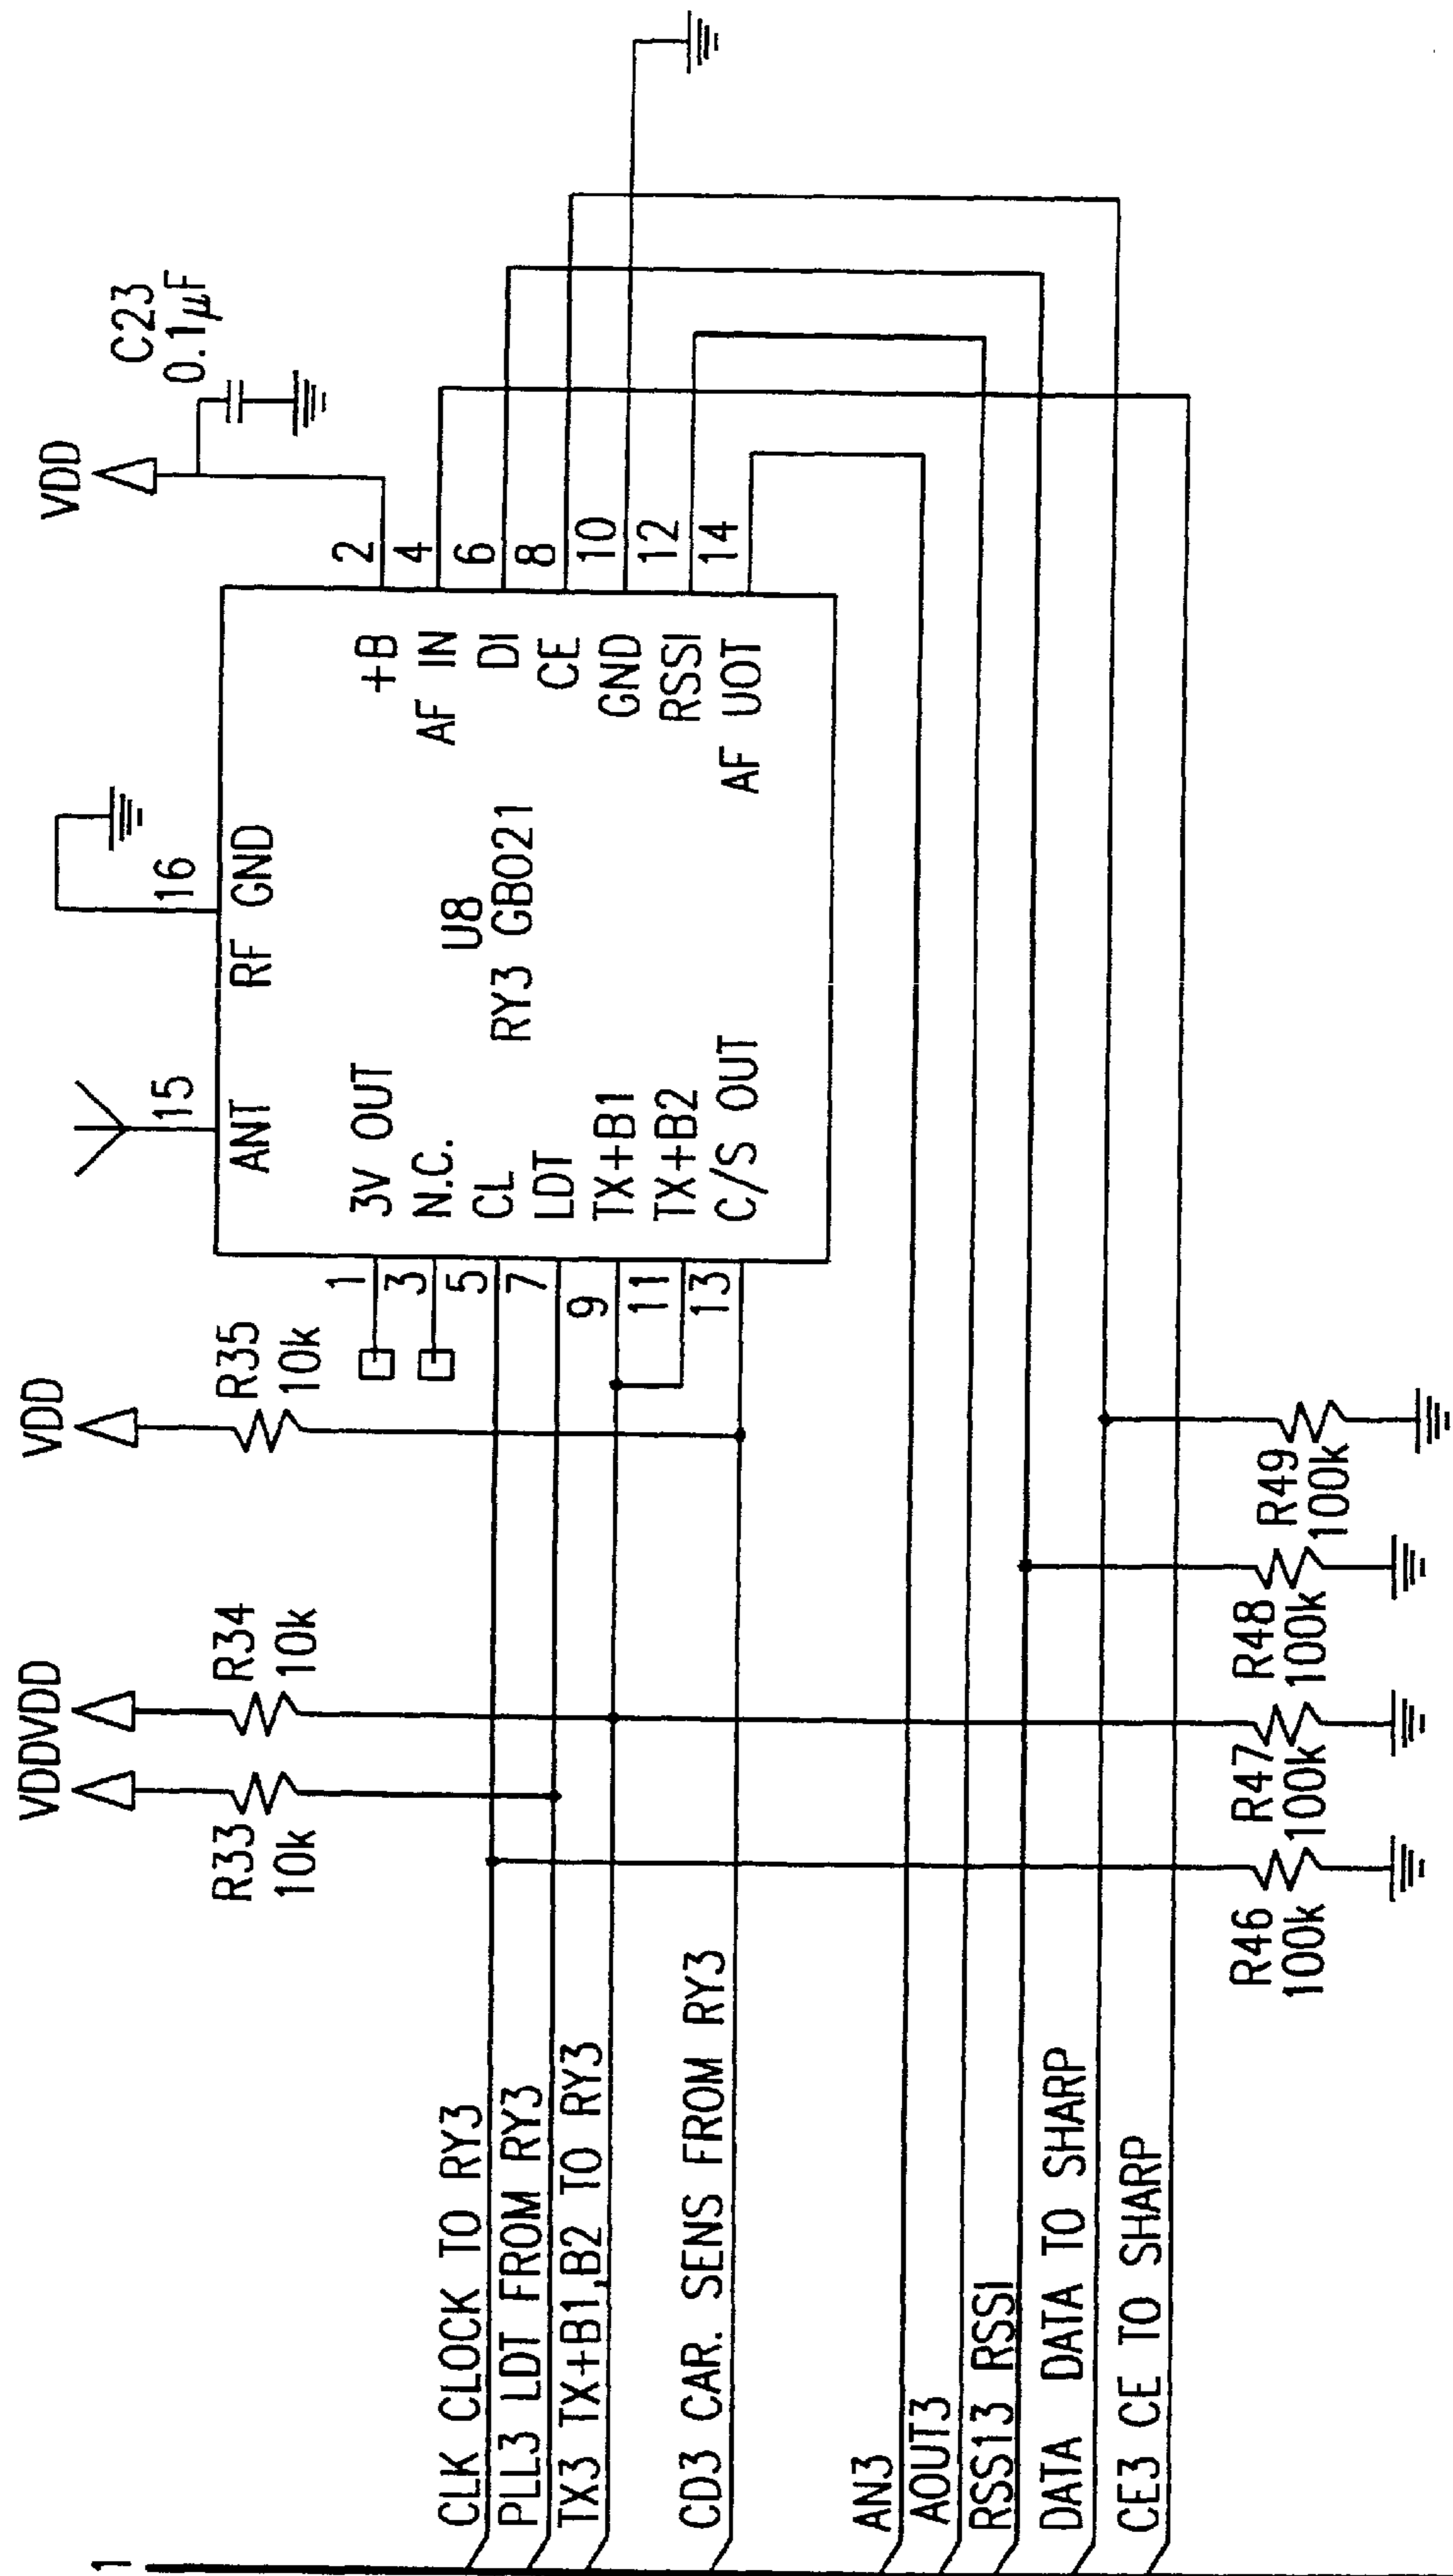 1
CLK CLOCK TO RY3
PLL3 LDT FROM RY3
TX3 TX+B1,B2 TO RY3
CD3 CAR. SENS FROM RY3
AN3
AOUT3
RSS13 RSSI
DATA DATA TO SHARP
CE3 CE TO SHARP
VDDVDD
R33
10k
R34
10k
VDD
R35
10k
R46
100k
R47
100k
R48
100k
R49
100k
1
3
5
7
9
11
13
3V OUT
N.C.
CL
LDT
TX+B1
TX+B2
C/S OUT
15
ANT
16
RF GND
U8
RY3 GB021
+B
AF IN
DI
CE
GND
RSSI
AF UOT
2
4
6
8
10
12
14
VDD
C23
0.1µF